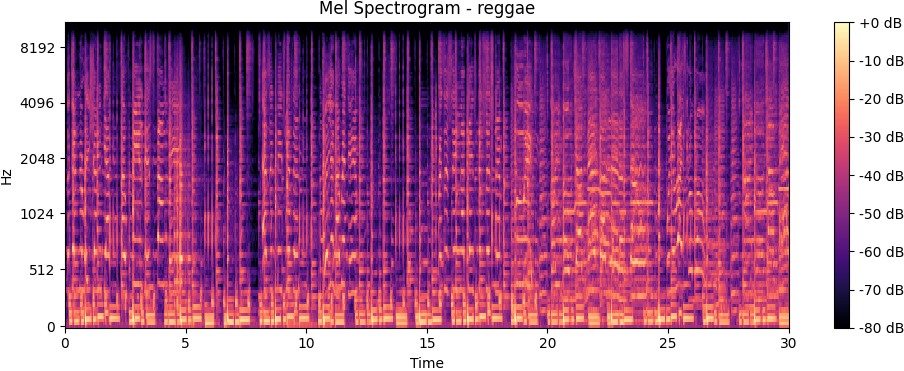 Mel Spectrogram - reggae
Hz
8192
4096
2048
1024
512
0
0 5 10 15 20 25 30
Time
+0 dB
-10 dB
-20 dB
-30 dB
-40 dB
-50 dB
-60 dB
-70 dB
-80 dB